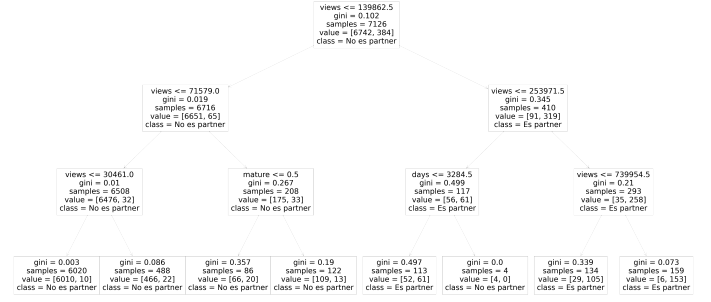 views <= 139862.5
gini = 0.102
samples = 7126
value = [6742, 384]
class = No es partner
views <= 71579.0
gini = 0.019
samples = 6716
value = [6651, 65]
class = No es partner
views <= 253971.5
gini = 0.345
samples = 410
value = [91, 319]
class = Es partner
views <= 30461.0
gini = 0.01
samples = 6508
value = [6476, 32]
class = No es partner
mature <= 0.5
gini = 0.267
samples = 208
value = [175, 33]
class = No es partner
days <= 3284.5
gini = 0.499
samples = 117
value = [56, 61]
class = Es partner
views <= 739954.5
gini = 0.21
samples = 293
value = [35, 258]
class = Es partner
gini = 0.003
samples = 6020
value = [6010, 10]
class = No es partner
gini = 0.086
samples = 488
value = [466, 22]
class = No es partner
gini = 0.357
samples = 86
value = [66, 20]
class = No es partner
gini = 0.19
samples = 122
value = [109, 13]
class = No es partner
gini = 0.497
samples = 113
value = [52, 61]
class = Es partner
gini = 0.0
samples = 4
value = [4, 0]
class = No es partner
gini = 0.339
samples = 134
value = [29, 105]
class = Es partner
gini = 0.073
samples = 159
value = [6, 153]
class = Es partner